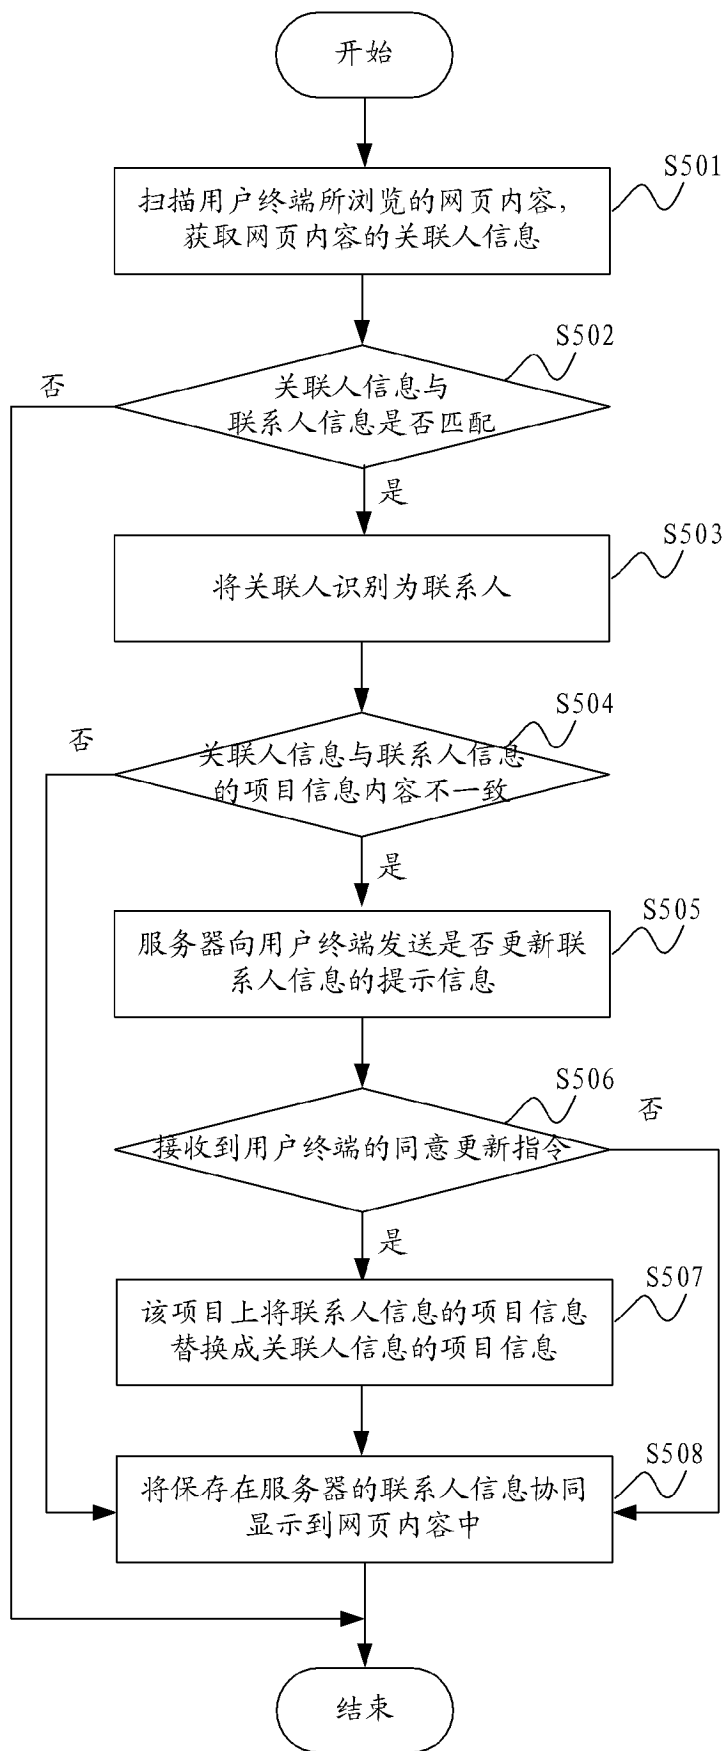 开始
S501
扫描用户终端所浏览的网页内容，
获取网页内容的关联人信息
S502
否
关联人信息与
联系人信息是否匹配
是
S503
将关联人识别为联系人
S504
否
关联人信息与联系人信息
的项目信息内容不一致
是
S505
服务器向用户终端发送是否更新联
系人信息的提示信息
S506
否
接收到用户终端的同意更新指令
是
S507
该项目上将联系人信息的项目信息
替换成关联人信息的项目信息
S508
将保存在服务器的联系人信息协同
显示到网页内容中
结束